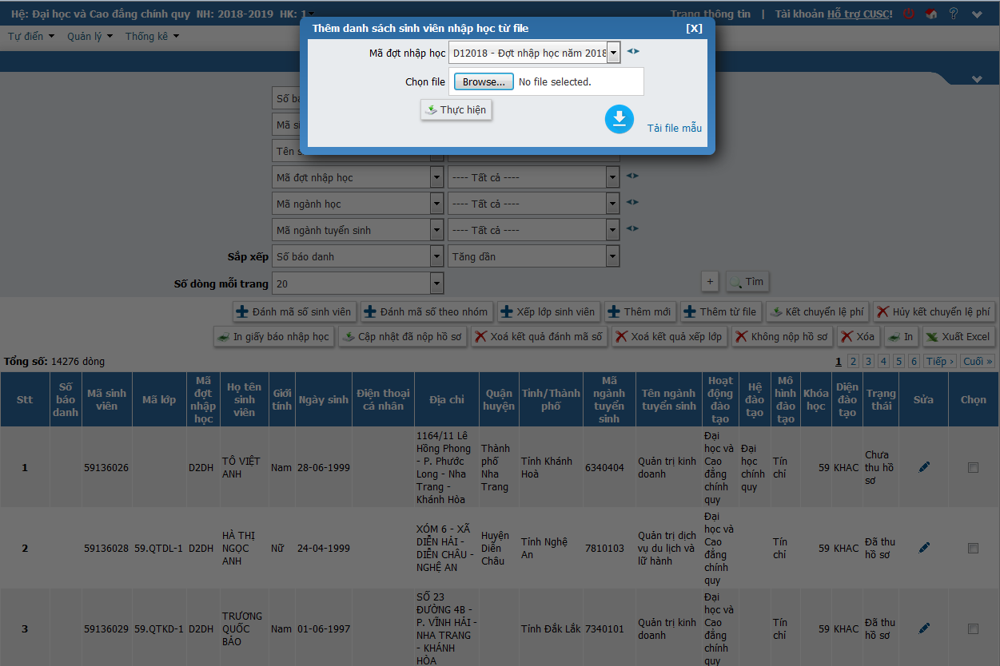 Hệ: Đại học và Cao đẳng chính quy NH: 2018-2019 HK: 1
Trang thông tin | Tài khoản Hỗ trợ CUSC!
Tự điển Quản lý Thống kê
Thêm danh sách sinh viên nhập học từ file [X]
Mã đợt nhập học D12018 - Đợt nhập học năm 2018
Chọn file Browse... No file selected.
Thực hiện
Tải file mẫu
Số bá
Mã si
Tên s
Mã đợt nhập học ---- Tất cả ----
Mã ngành học ---- Tất cả ----
Mã ngành tuyển sinh ---- Tất cả ----
Sắp xếp Số báo danh Tăng dần
Số dòng mỗi trang 20 + Tìm
Đánh mã số sinh viên Đánh mã số theo nhóm Xếp lớp sinh viên Thêm mới Thêm từ file Kết chuyển lệ phí Hủy kết chuyển lệ phí
In giấy báo nhập học Cập nhật đã nộp hồ sơ Xoá kết quả đánh mã số Xoá kết quả xếp lớp Không nộp hồ sơ Xóa In Xuất Excel
Tổng số: 14276 dòng 1 2 3 4 5 6 Tiếp › Cuối »
Stt
Số
báo
danh
Mã sinh
viên
Mã lớp
Mã
đợt
nhập
học
Họ tên
sinh
viên
Giới
tính
Ngày sinh
Điện thoại
cá nhân
Địa chỉ
Quận
huyện
Tỉnh/Thành
phố
Mã
ngành
tuyển
sinh
Tên ngành
tuyển sinh
Hoạt
động
đào
tạo
Hệ
đào
tạo
Mô
hình
đào
tạo
Khóa
học
Diện
đào
tạo
Trạng
thái
Sửa
Chọn
1
59136026
D2DH
TÔ VIỆT
ANH
Nam
28-06-1999
1164/11 Lê
Hồng Phong
- P. Phước
Long - Nha
Trang -
Khánh Hòa
Thành
phố
Nha
Trang
Tỉnh Khánh
Hoà
6340404
Quản trị kinh
doanh
Đại
học và
Cao
đẳng
chính
quy
Đại
học
chính
quy
Tín
chỉ
59
KHAC
Chưa
thu hồ
sơ
2
59136028
59.QTDL-1
D2DH
HÀ THỊ
NGỌC
ANH
Nữ
24-04-1999
XÓM 6 - XÃ
DIỄN HẢI -
DIỄN CHÂU -
NGHỆ AN
Huyện
Diễn
Châu
Tỉnh Nghệ
An
7810103
Quản trị dịch
vụ du lịch và
lữ hành
Đại
học và
Cao
đẳng
chính
quy
Tín
chỉ
59
KHAC
Đã thu
hồ sơ
3
59136029
59.QTKD-1
D2DH
TRƯƠNG
QUỐC
BẢO
Nam
01-06-1997
SỐ 23
ĐƯỜNG 4B -
P. VĨNH HẢI -
NHA TRANG
- KHÁNH
HÒA
Tỉnh Đắk Lắk
7340101
Quản trị kinh
doanh
Đại
học và
Cao
đẳng
chính
quy
Tín
chỉ
59
KHAC
Đã thu
hồ sơ